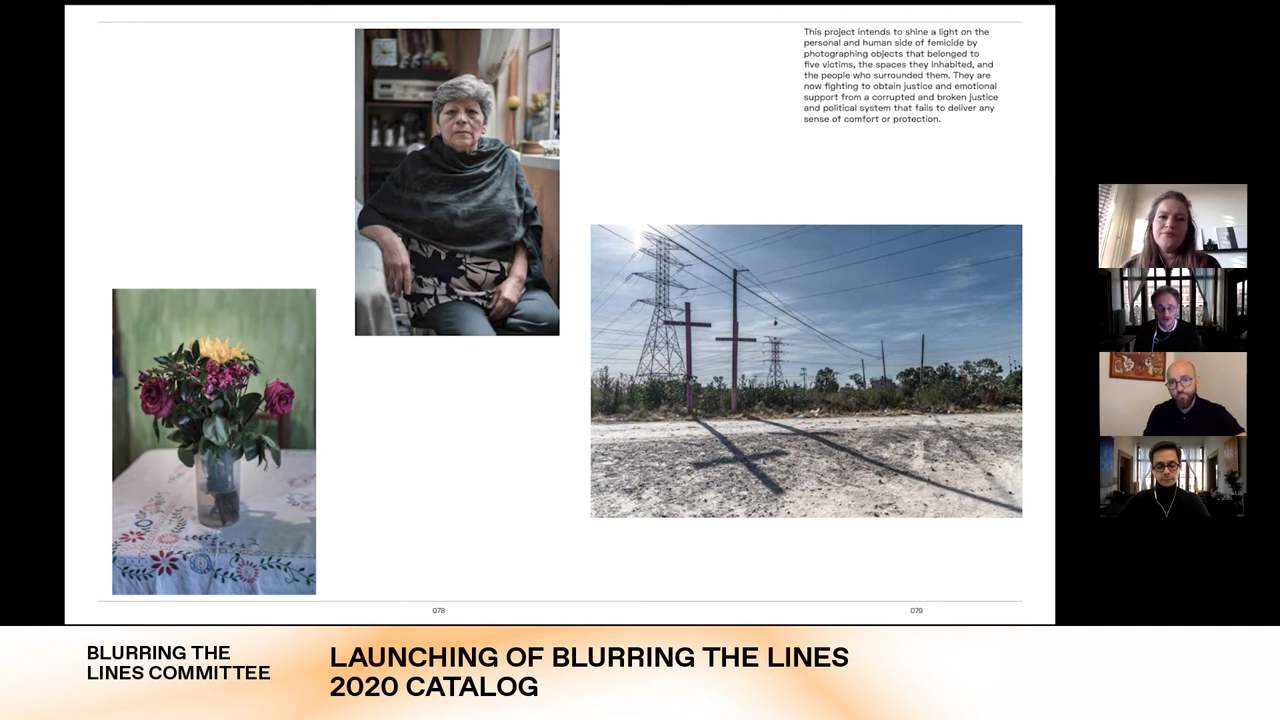 This project intends to shine a light on the
personal and human side of femicide by
photographing objects that belonged to
five victims, the spaces they inhabited, and
the people who surrounded them. They are
now fighting to obtain justice and emotional
support from a corrupted and broken justice
and political system that fails to deliver any
sense of comfort or protection.
078
079
BLURRING THE
LINES COMMITTEE
LAUNCHING OF BLURRING THE LINES
2020 CATALOG